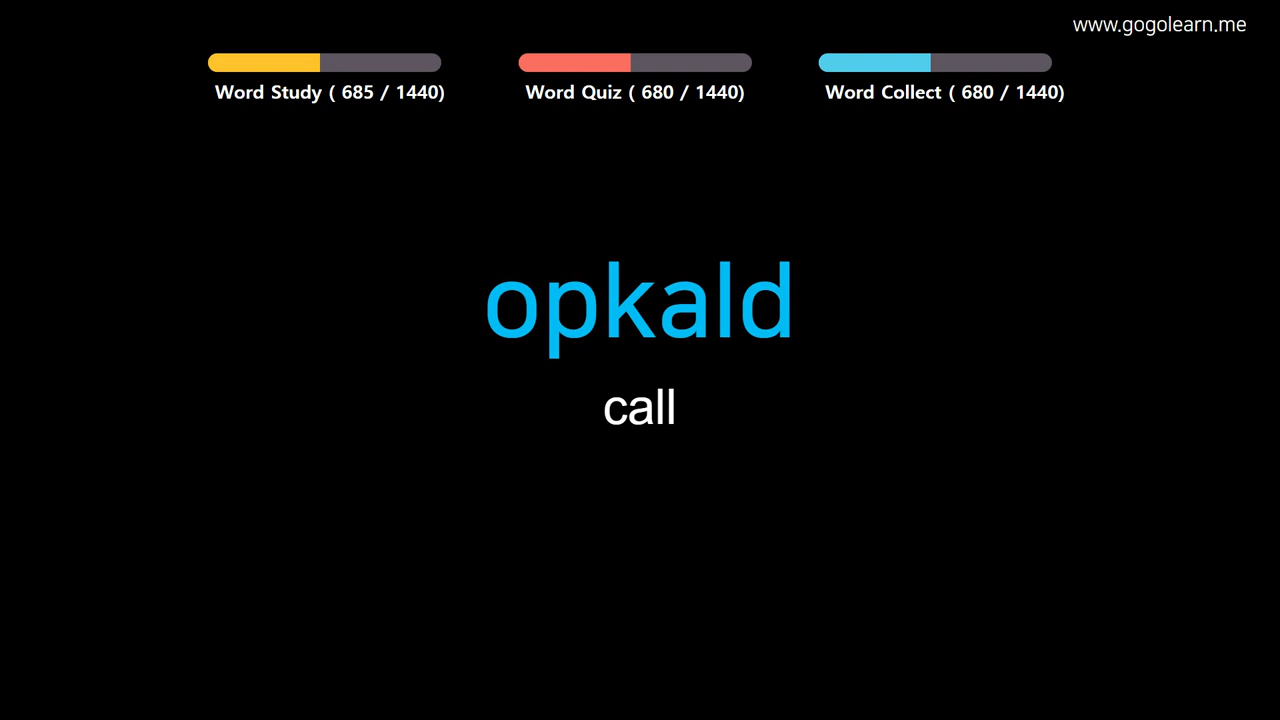 www.gogolearn.me
Word Study ( 685 / 1440)
Word Quiz ( 680 / 1440)
Word Collect ( 680 / 1440)
opkald
call